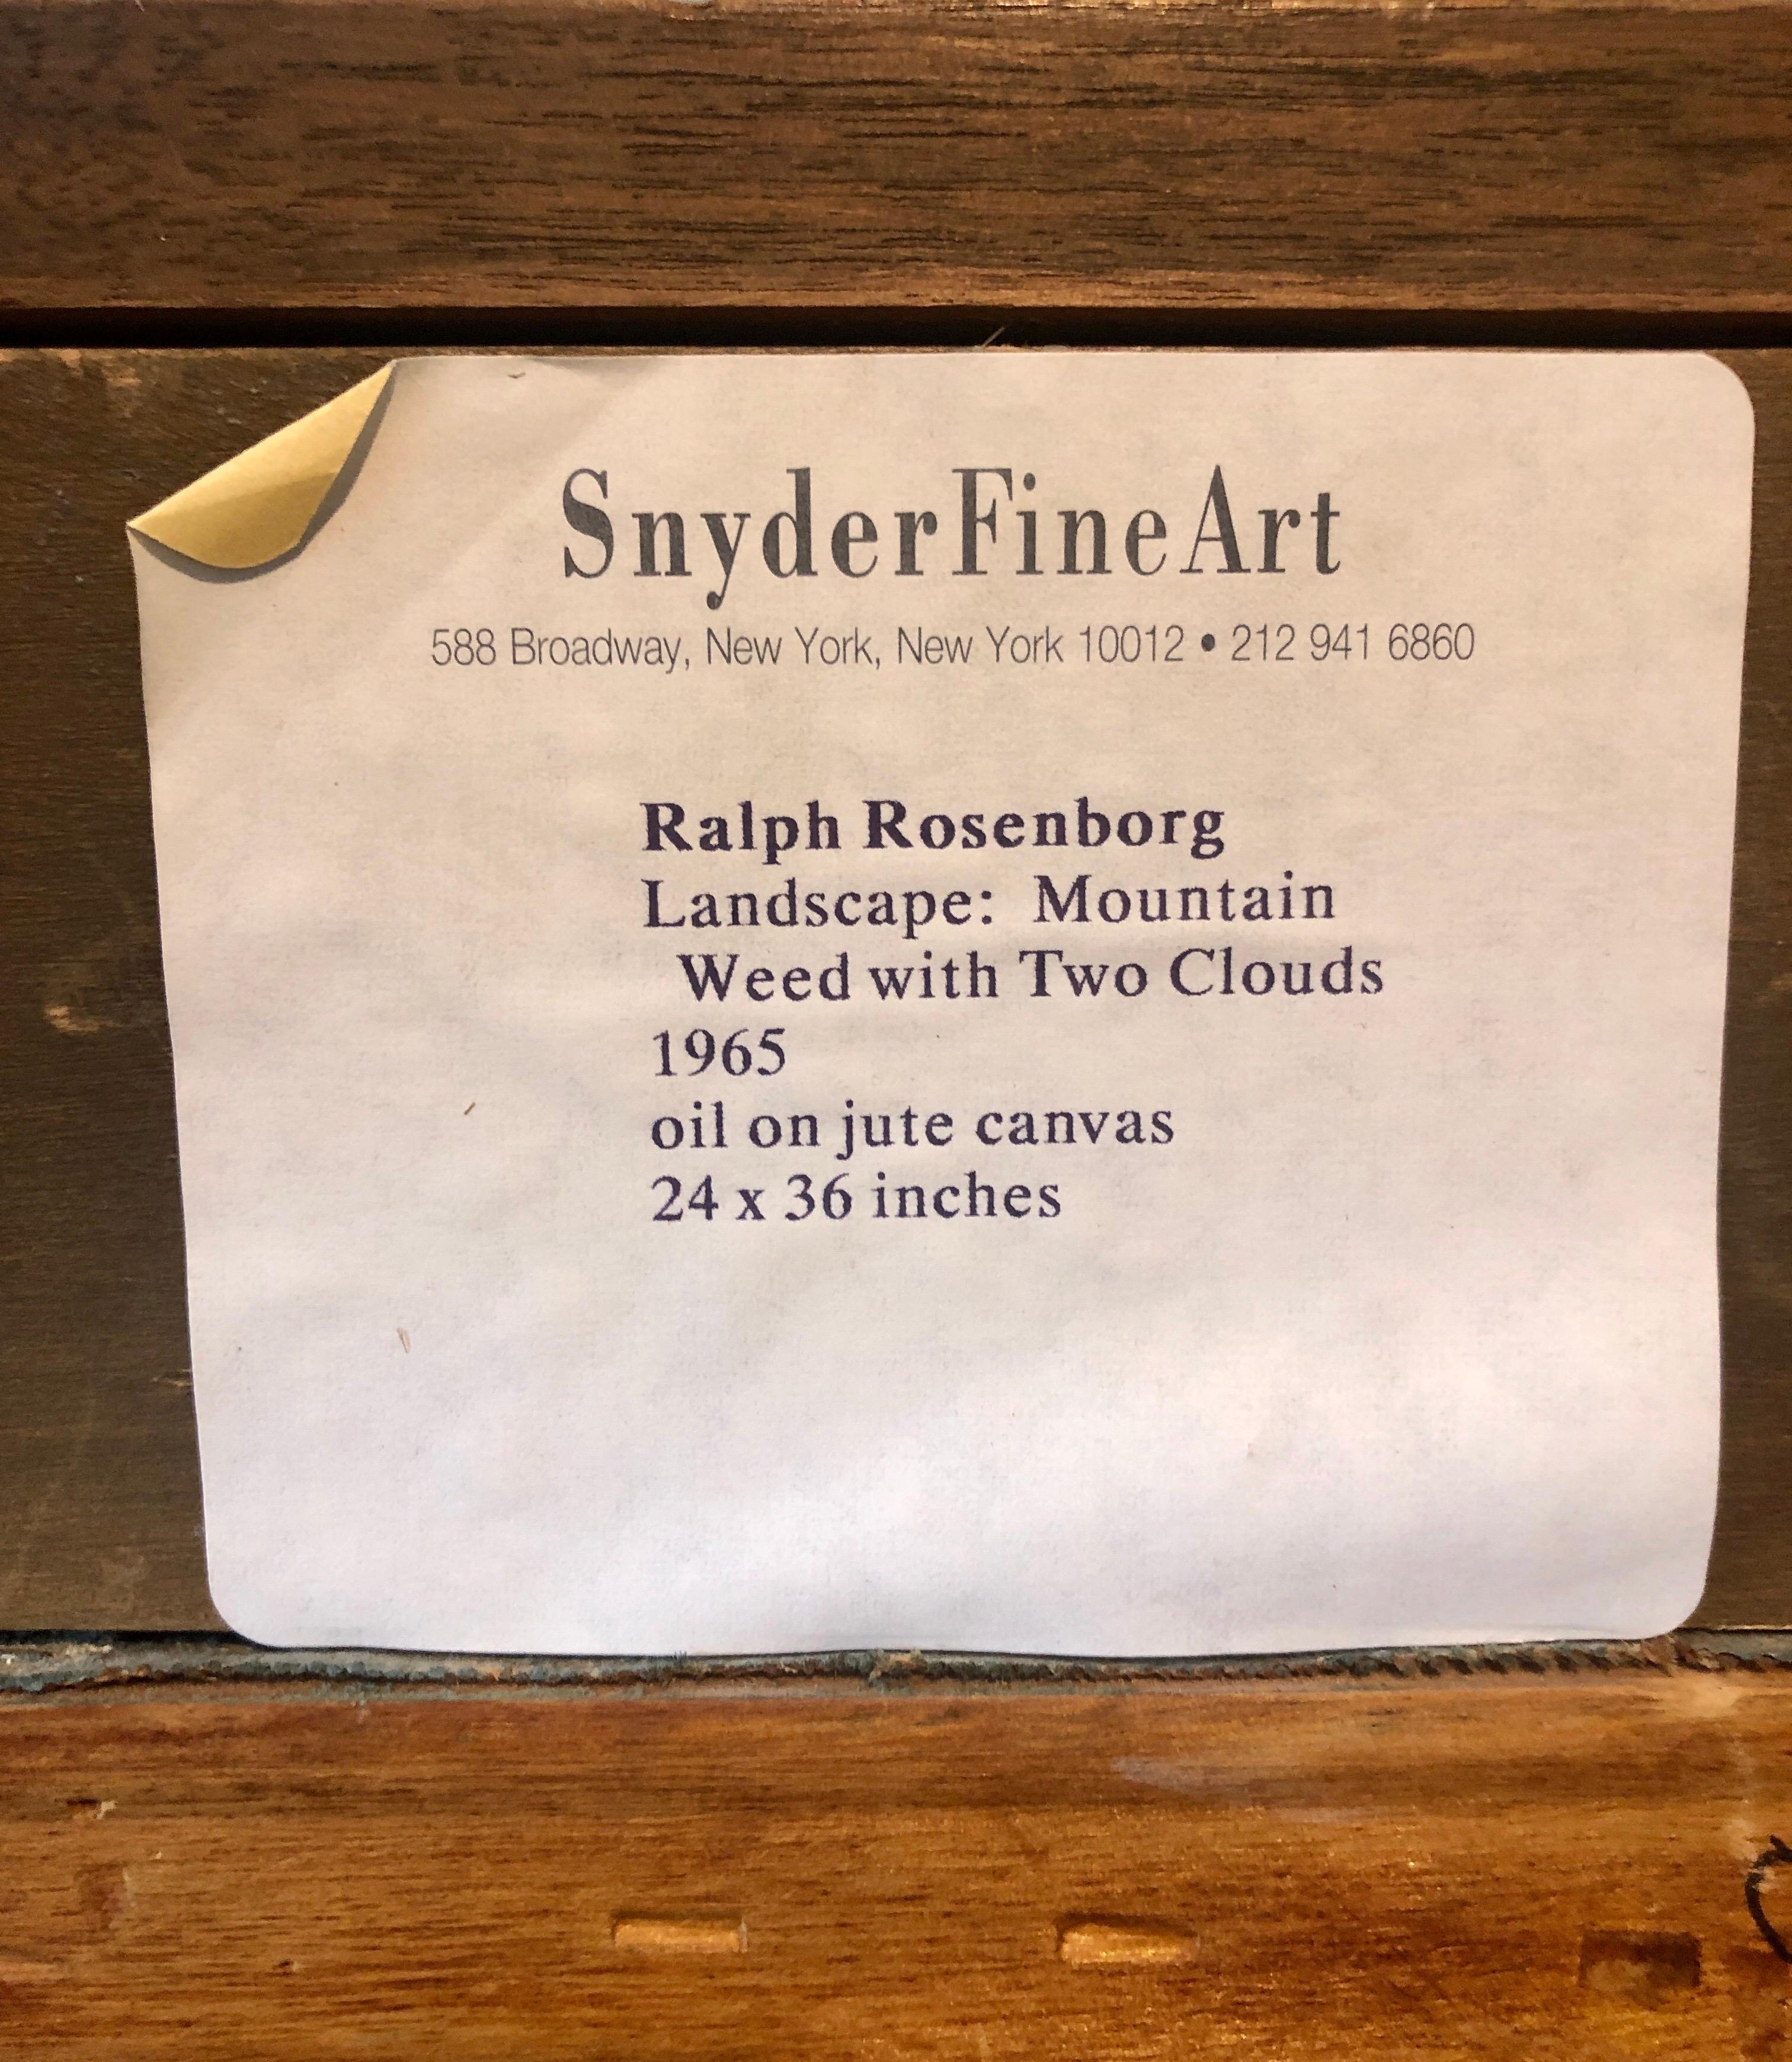 SnyderFineArt
588 Broadway, New York, New York 10012 • 212 941 6860
Ralph Rosenborg
Landscape: Mountain
Weed with Two Clouds
1965
oil on jute canvas
24 x 36 inches